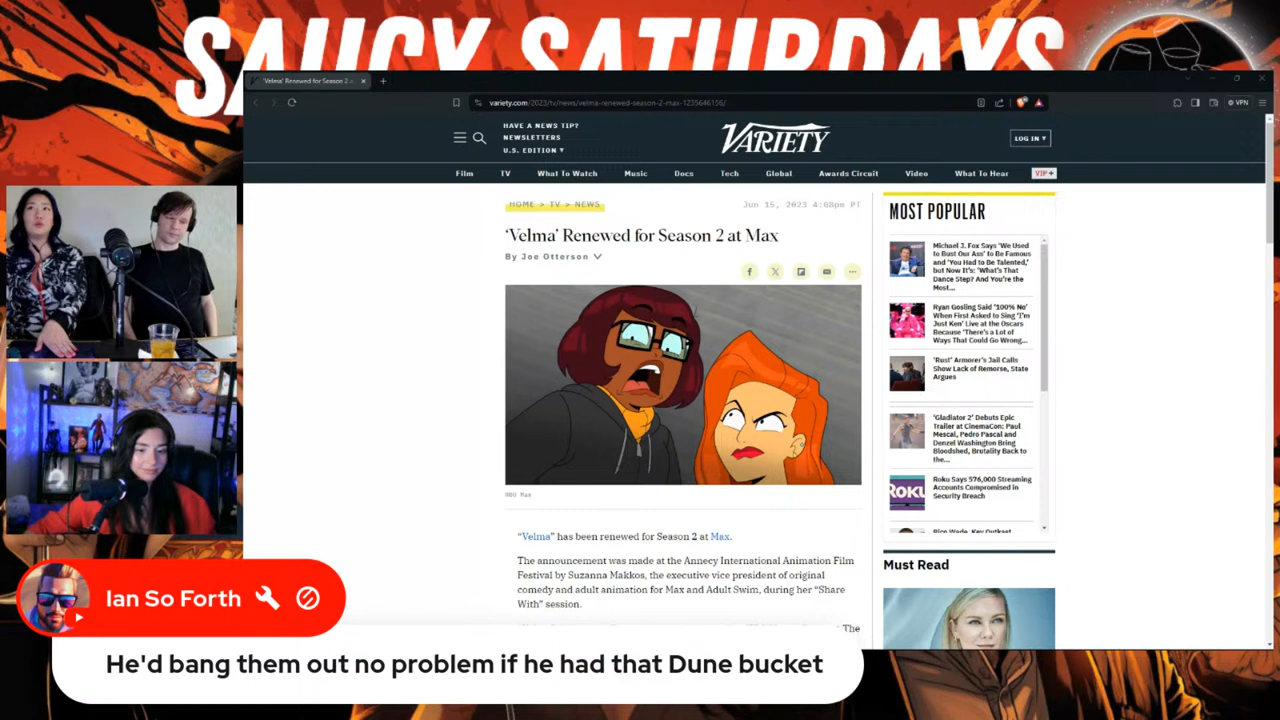 SAUCY SATURDAYS
'Velma' Renewed for Season 2 a
variety.com/2023/tv/news/velma-renewed-season-2-max-1235646156/
VPN
HAVE A NEWS TIP?
NEWSLETTERS
U.S. EDITION
VARIETY
LOG IN
Film TV What To Watch Music Docs Tech Global Awards Circuit Video What To Hear VIP+
HOME > TV > NEWS
Jun 15, 2023 4:08pm PT
'Velma' Renewed for Season 2 at Max
By Joe Otterson
HBO Max
"Velma" has been renewed for Season 2 at Max.
The announcement was made at the Annecy International Animation Film
Festival by Suzanna Makkos, the executive vice president of original
comedy and adult animation for Max and Adult Swim, during her "Share
With" session.
The
MOST POPULAR
Michael J. Fox Says 'We Used
to Bust Our Ass' to Be Famous
and 'You Had to Be Talented,'
but Now It's: 'What's That
Dance Step? And You're the
Most...
Ryan Gosling Said '100% No'
When First Asked to Sing 'I'm
Just Ken' Live at the Oscars
Because 'There's a Lot of
Ways That Could Go Wrong...
'Rust' Armorer's Jail Calls
Show Lack of Remorse, State
Argues
'Gladiator 2' Debuts Epic
Trailer at CinemaCon: Paul
Mescal, Pedro Pascal and
Denzel Washington Bring
Bloodshed, Brutality Back to
the...
ROKU
Roku Says 576,000 Streaming
Accounts Compromised in
Security Breach
Rico Wade, Key Outkast
Must Read
Ian So Forth
He'd bang them out no problem if he had that Dune bucket